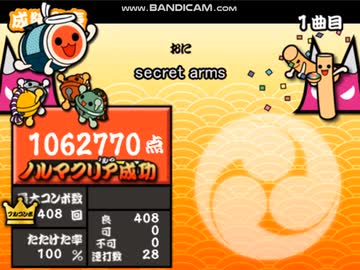 www.BANDICAM.com
1曲目
おに
secret arms
1062770点
ノルマクリア成功
最大コンボ数
408 回
フルコンボ
たたけた率
100 %
良 408
可 0
不可 0
連打数 28